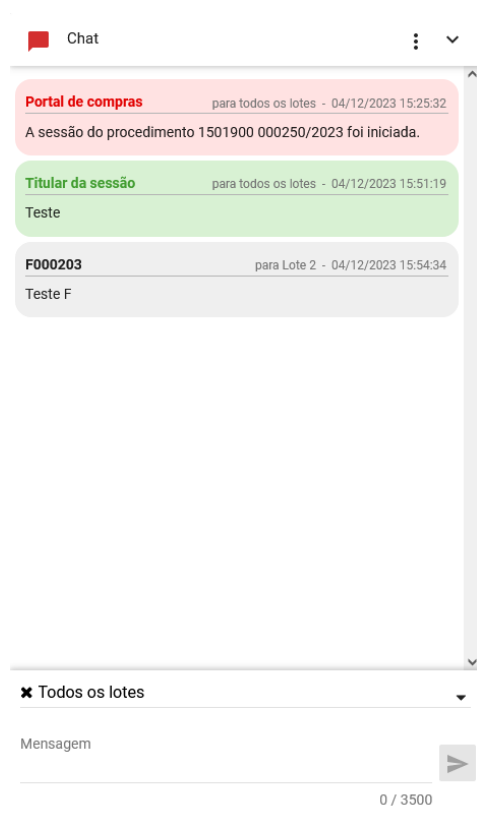 Chat
Portal de compras para todos os lotes - 04/12/2023 15:25:32
A sessão do procedimento 1501900 000250/2023 foi iniciada.
Titular da sessão para todos os lotes - 04/12/2023 15:51:19
Teste
F000203 para Lote 2 - 04/12/2023 15:54:34
Teste F
✖ Todos os lotes
Mensagem
0 / 3500